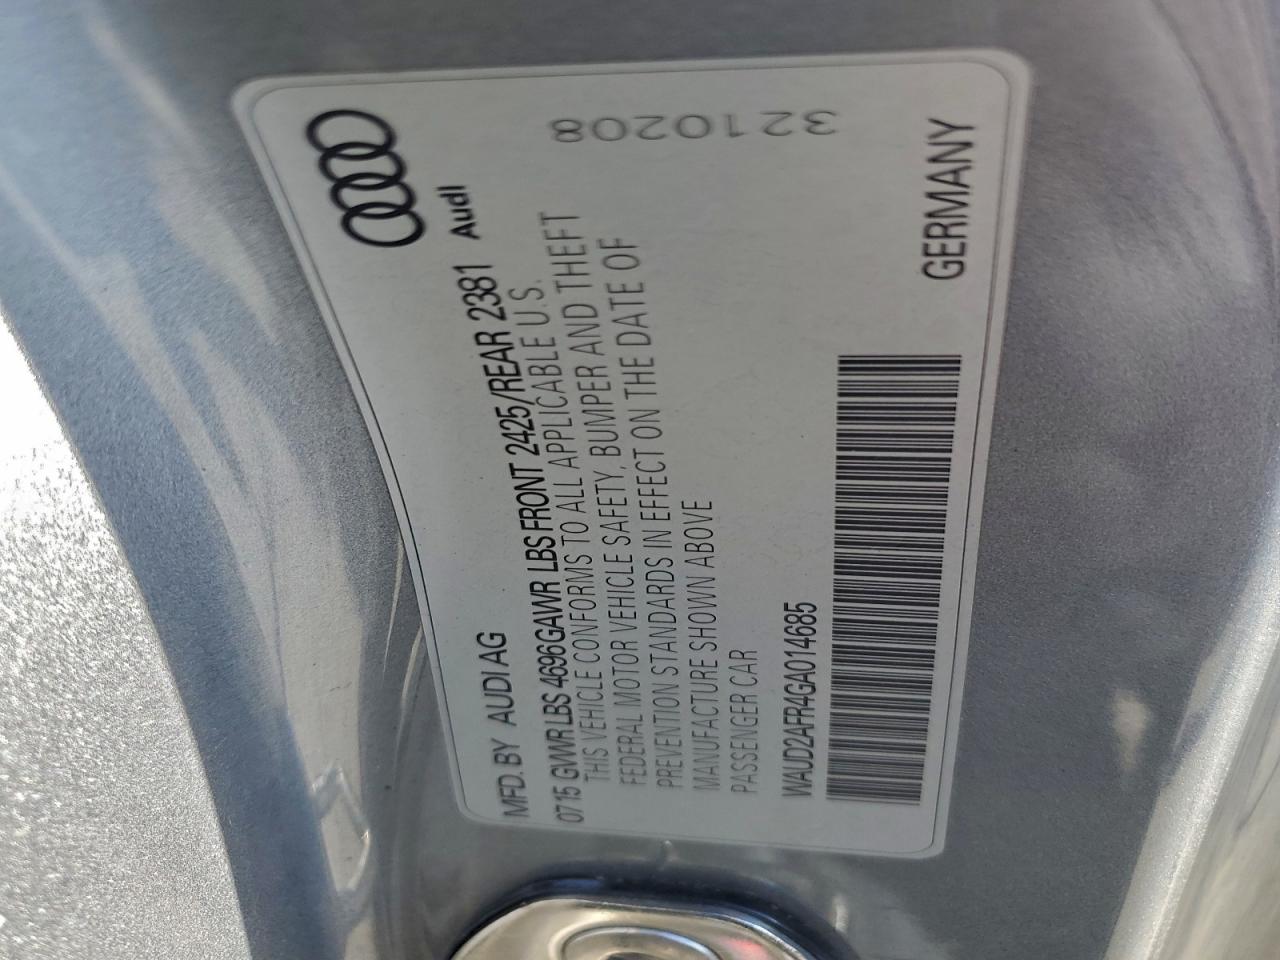 MFD. BY AUDI AG
0715 GVWR LBS 4696 GAWR LBS FRONT 2425/REAR 2381 Audi
THIS VEHICLE CONFORMS TO ALL APPLICABLE U.S.
FEDERAL MOTOR VEHICLE SAFETY, BUMPER AND THEFT
PREVENTION STANDARDS IN EFFECT ON THE DATE OF
MANUFACTURE SHOWN ABOVE
PASSENGER CAR
WAUD2AFR4GA014685
GERMANY
3210208